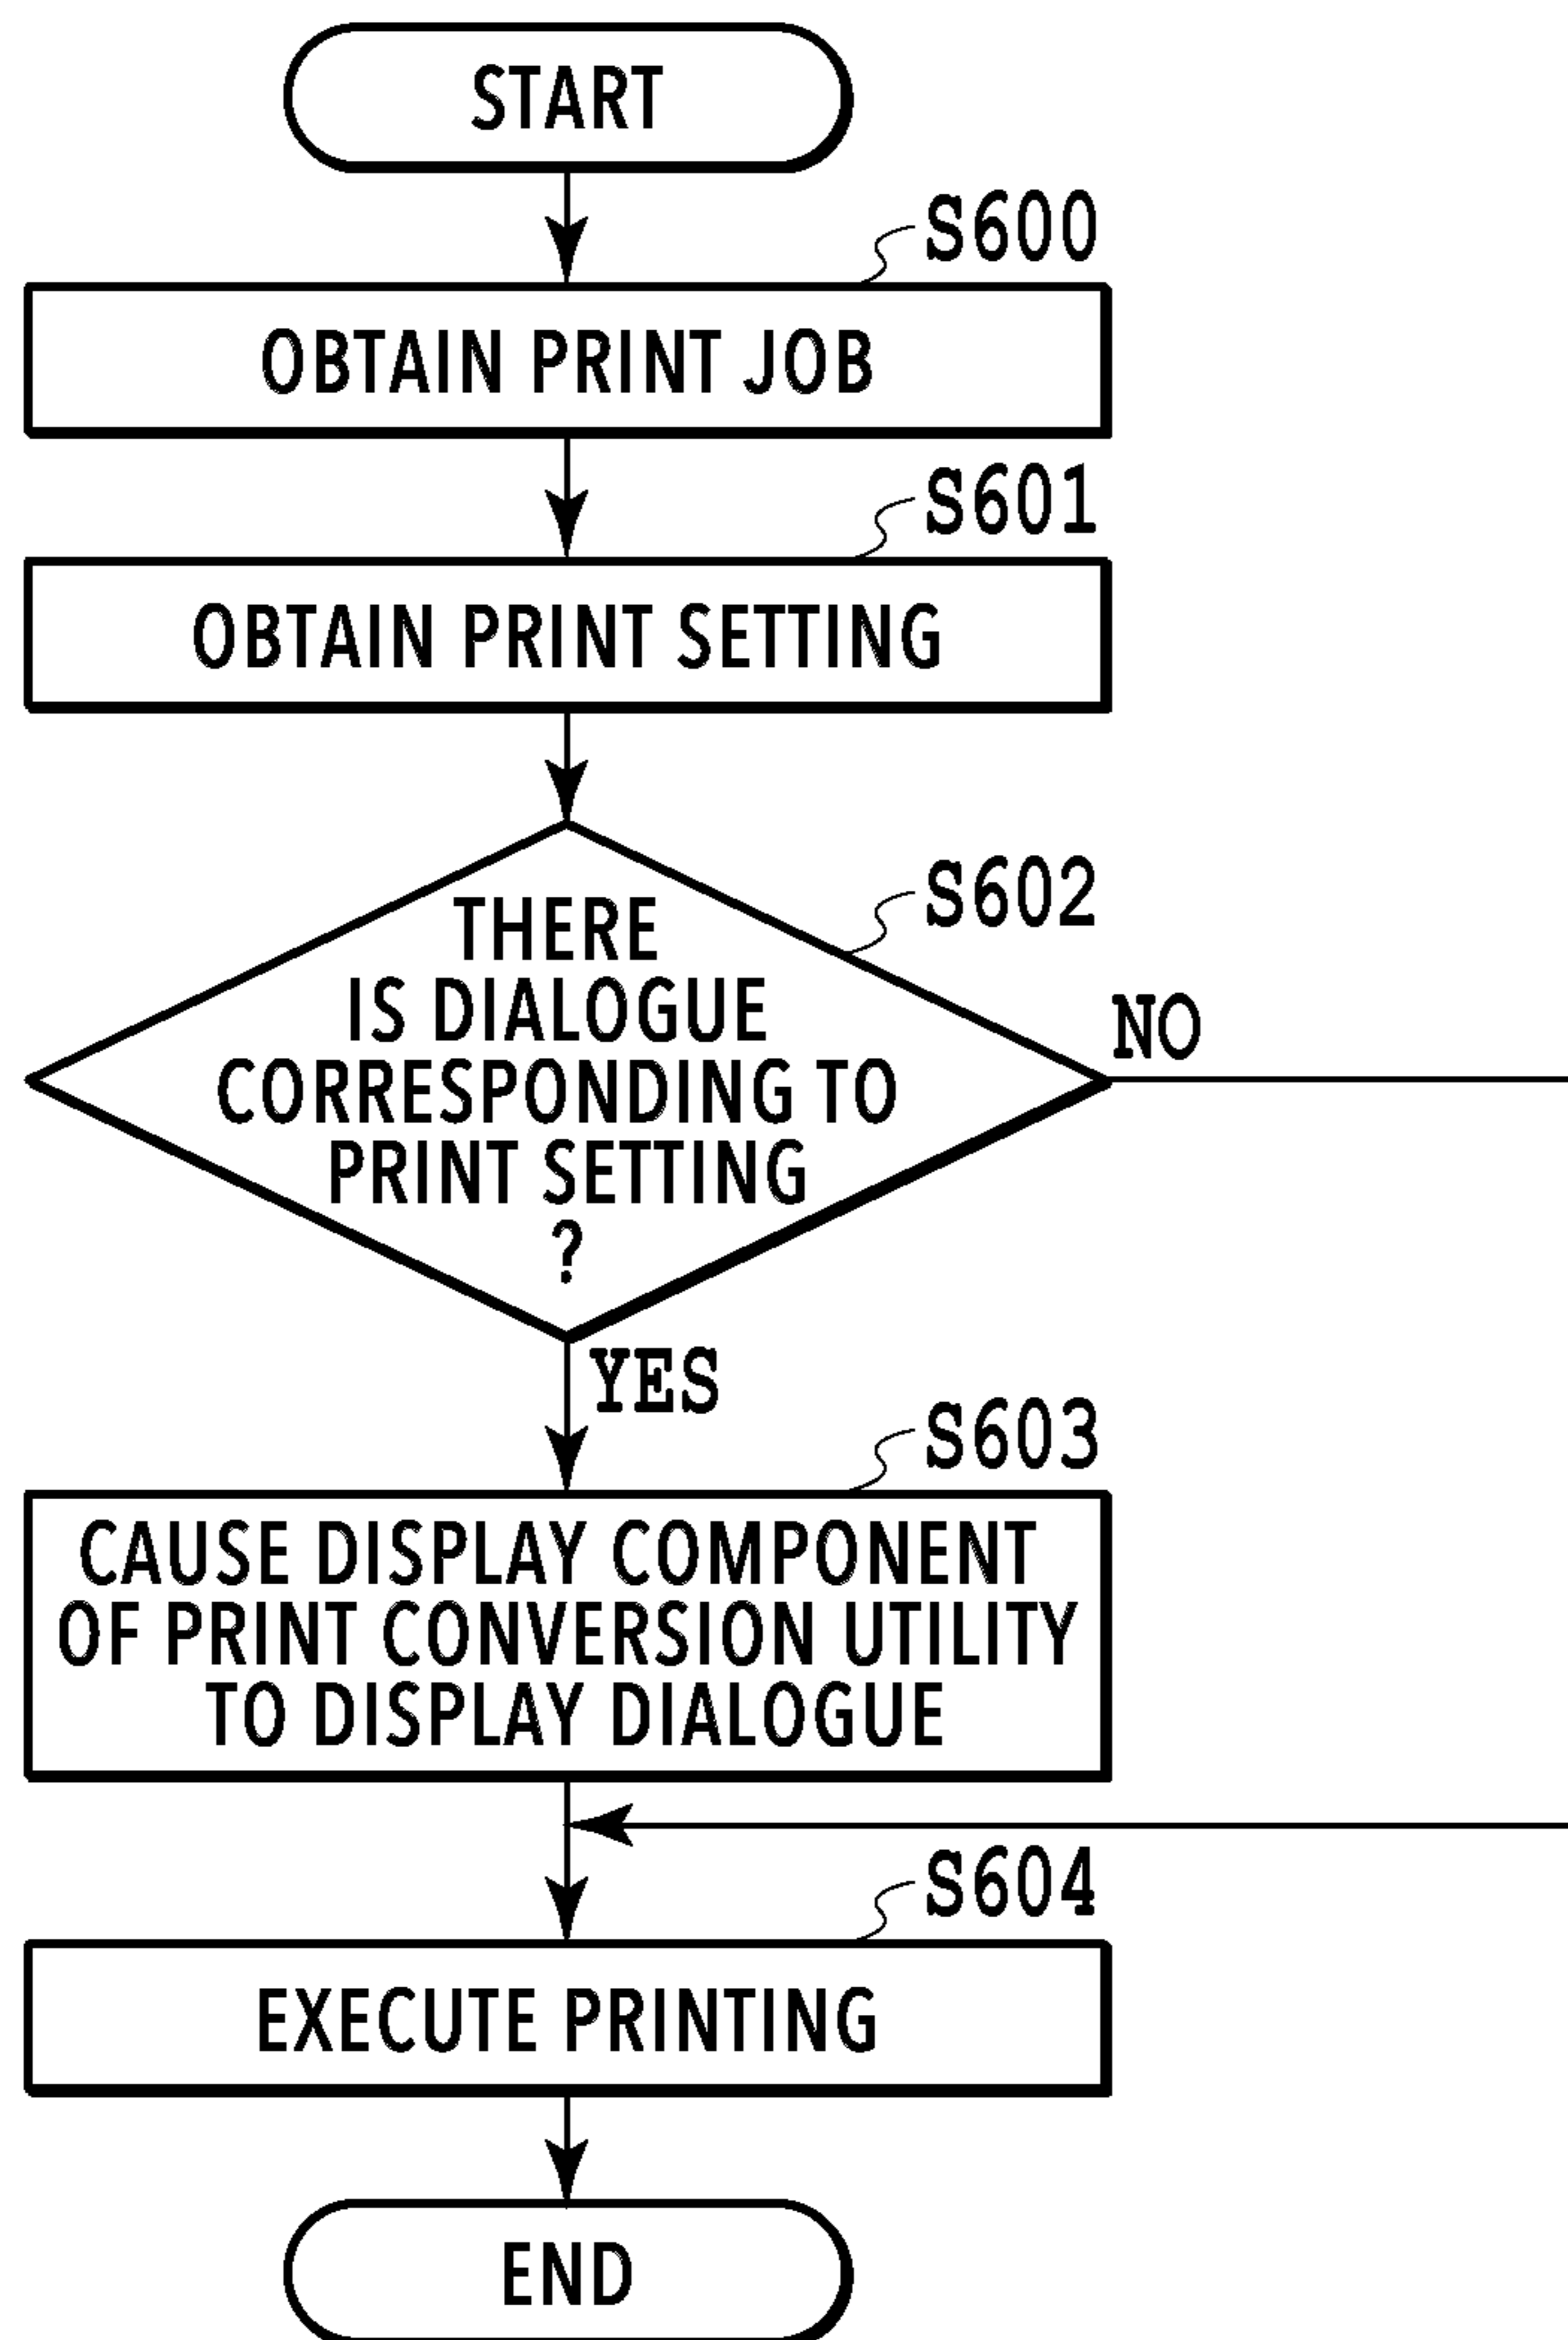 START
S600
OBTAIN PRINT JOB
S601
OBTAIN PRINT SETTING
S602
THERE
IS DIALOGUE
CORRESPONDING TO
PRINT SETTING
?
NO
YES
S603
CAUSE DISPLAY COMPONENT
OF PRINT CONVERSION UTILITY
TO DISPLAY DIALOGUE
S604
EXECUTE PRINTING
END